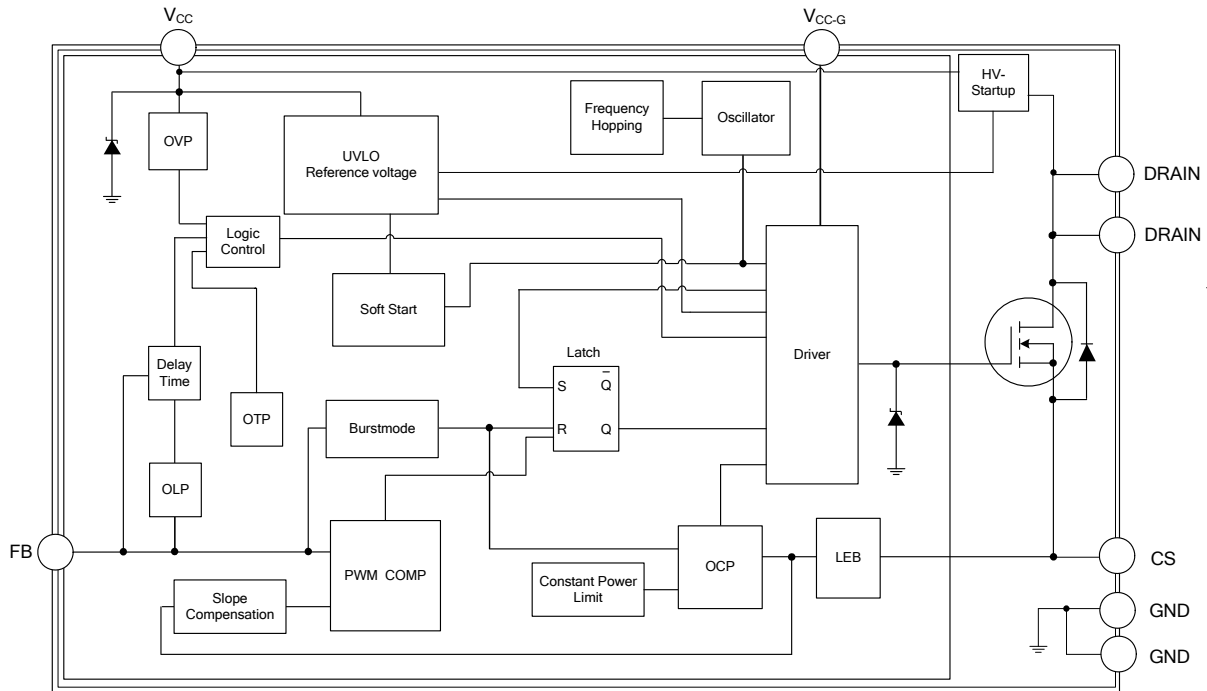 VCC
VCC-G
HV-
Startup
Frequency
Hopping
Oscillator
OVP
UVLO
Reference voltage
DRAIN
DRAIN
Logic
Control
Soft Start
Driver
Delay
Time
Latch
S
Q
R
Q
OTP
Burstmode
OLP
FB
PWM COMP
OCP
LEB
CS
Constant Power
Limit
Slope
Compensation
GND
GND